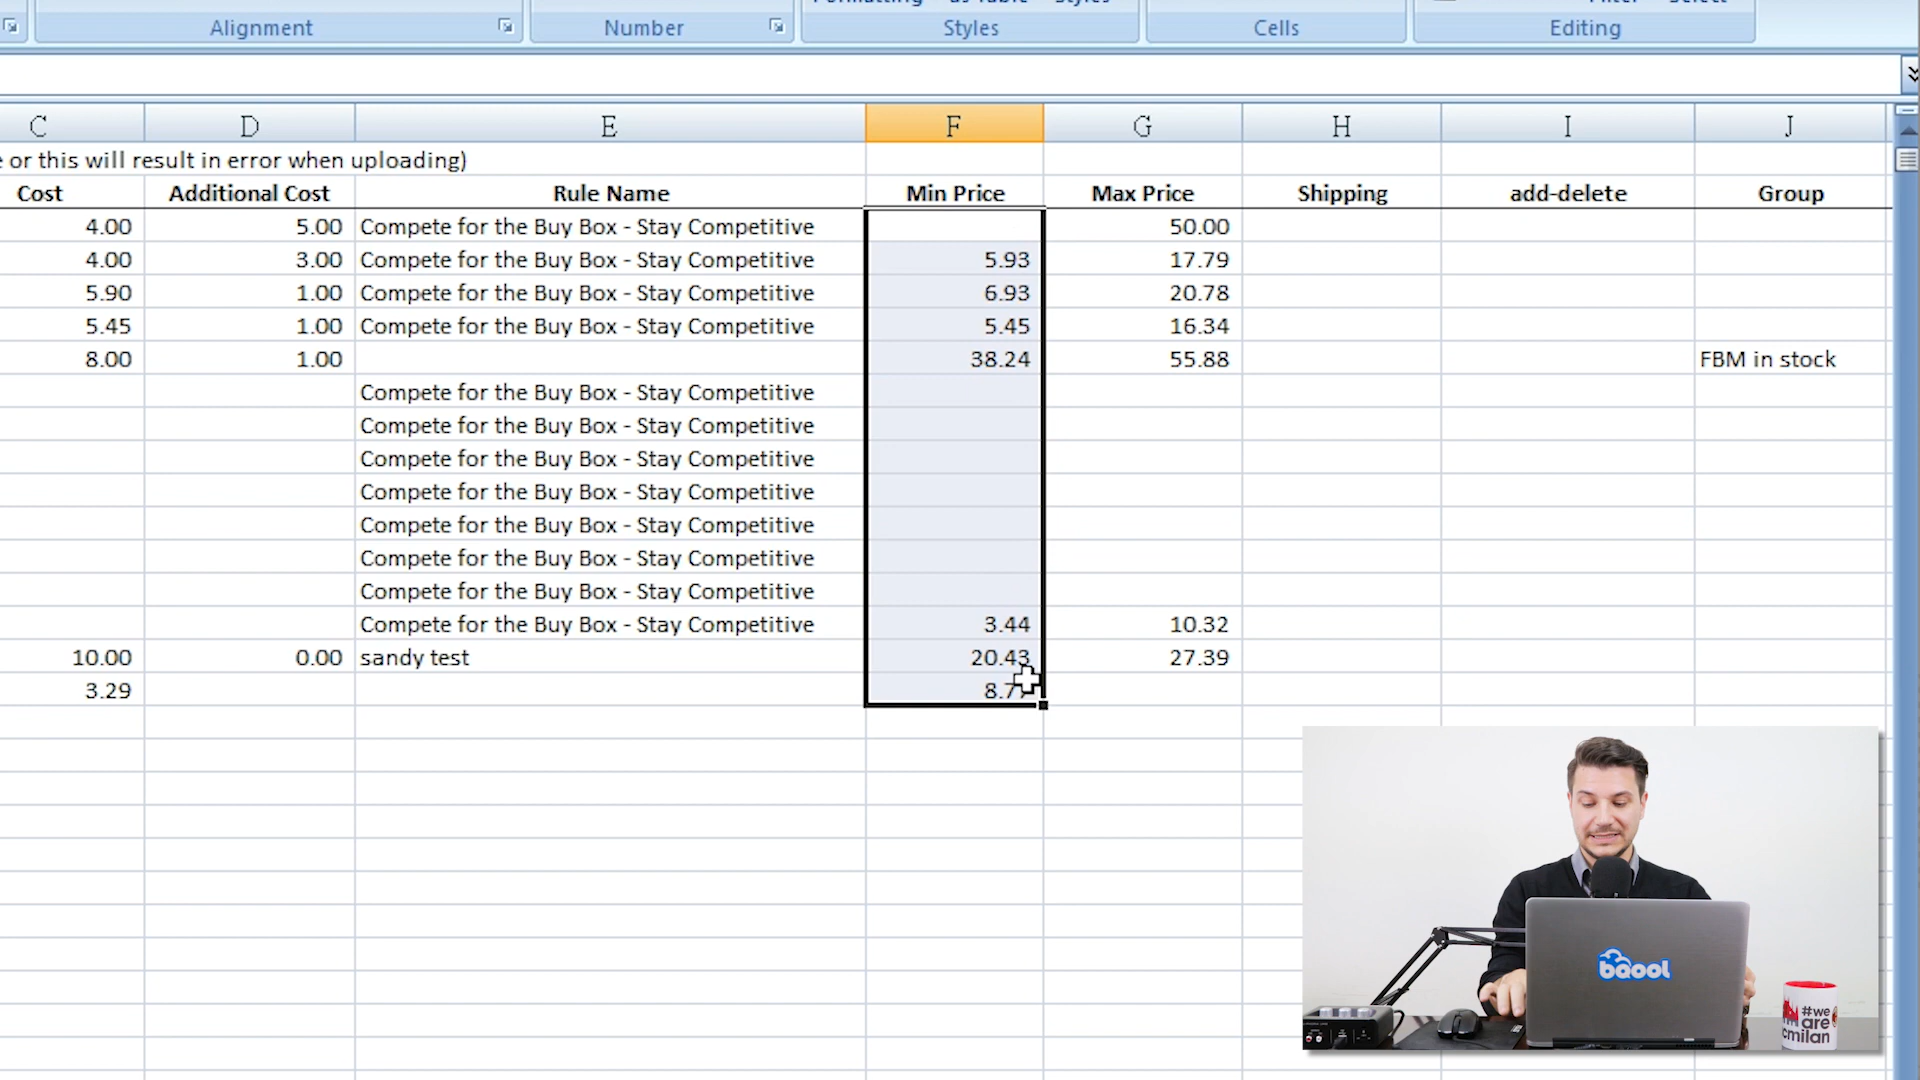 Alignment Number Styles Cells Editing
C D E F G H I J
or this will result in error when uploading)
Cost Additional Cost Rule Name Min Price Max Price Shipping add-delete Group
4.00 5.00 Compete for the Buy Box - Stay Competitive 50.00
4.00 3.00 Compete for the Buy Box - Stay Competitive 5.93 17.79
5.90 1.00 Compete for the Buy Box - Stay Competitive 6.93 20.78
5.45 1.00 Compete for the Buy Box - Stay Competitive 5.45 16.34
8.00 1.00 38.24 55.88 FBM in stock
Compete for the Buy Box - Stay Competitive
Compete for the Buy Box - Stay Competitive
Compete for the Buy Box - Stay Competitive
Compete for the Buy Box - Stay Competitive
Compete for the Buy Box - Stay Competitive
Compete for the Buy Box - Stay Competitive
Compete for the Buy Box - Stay Competitive
Compete for the Buy Box - Stay Competitive 3.44 10.32
10.00 0.00 sandy test 20.43 27.39
3.29
bqool
#we
are